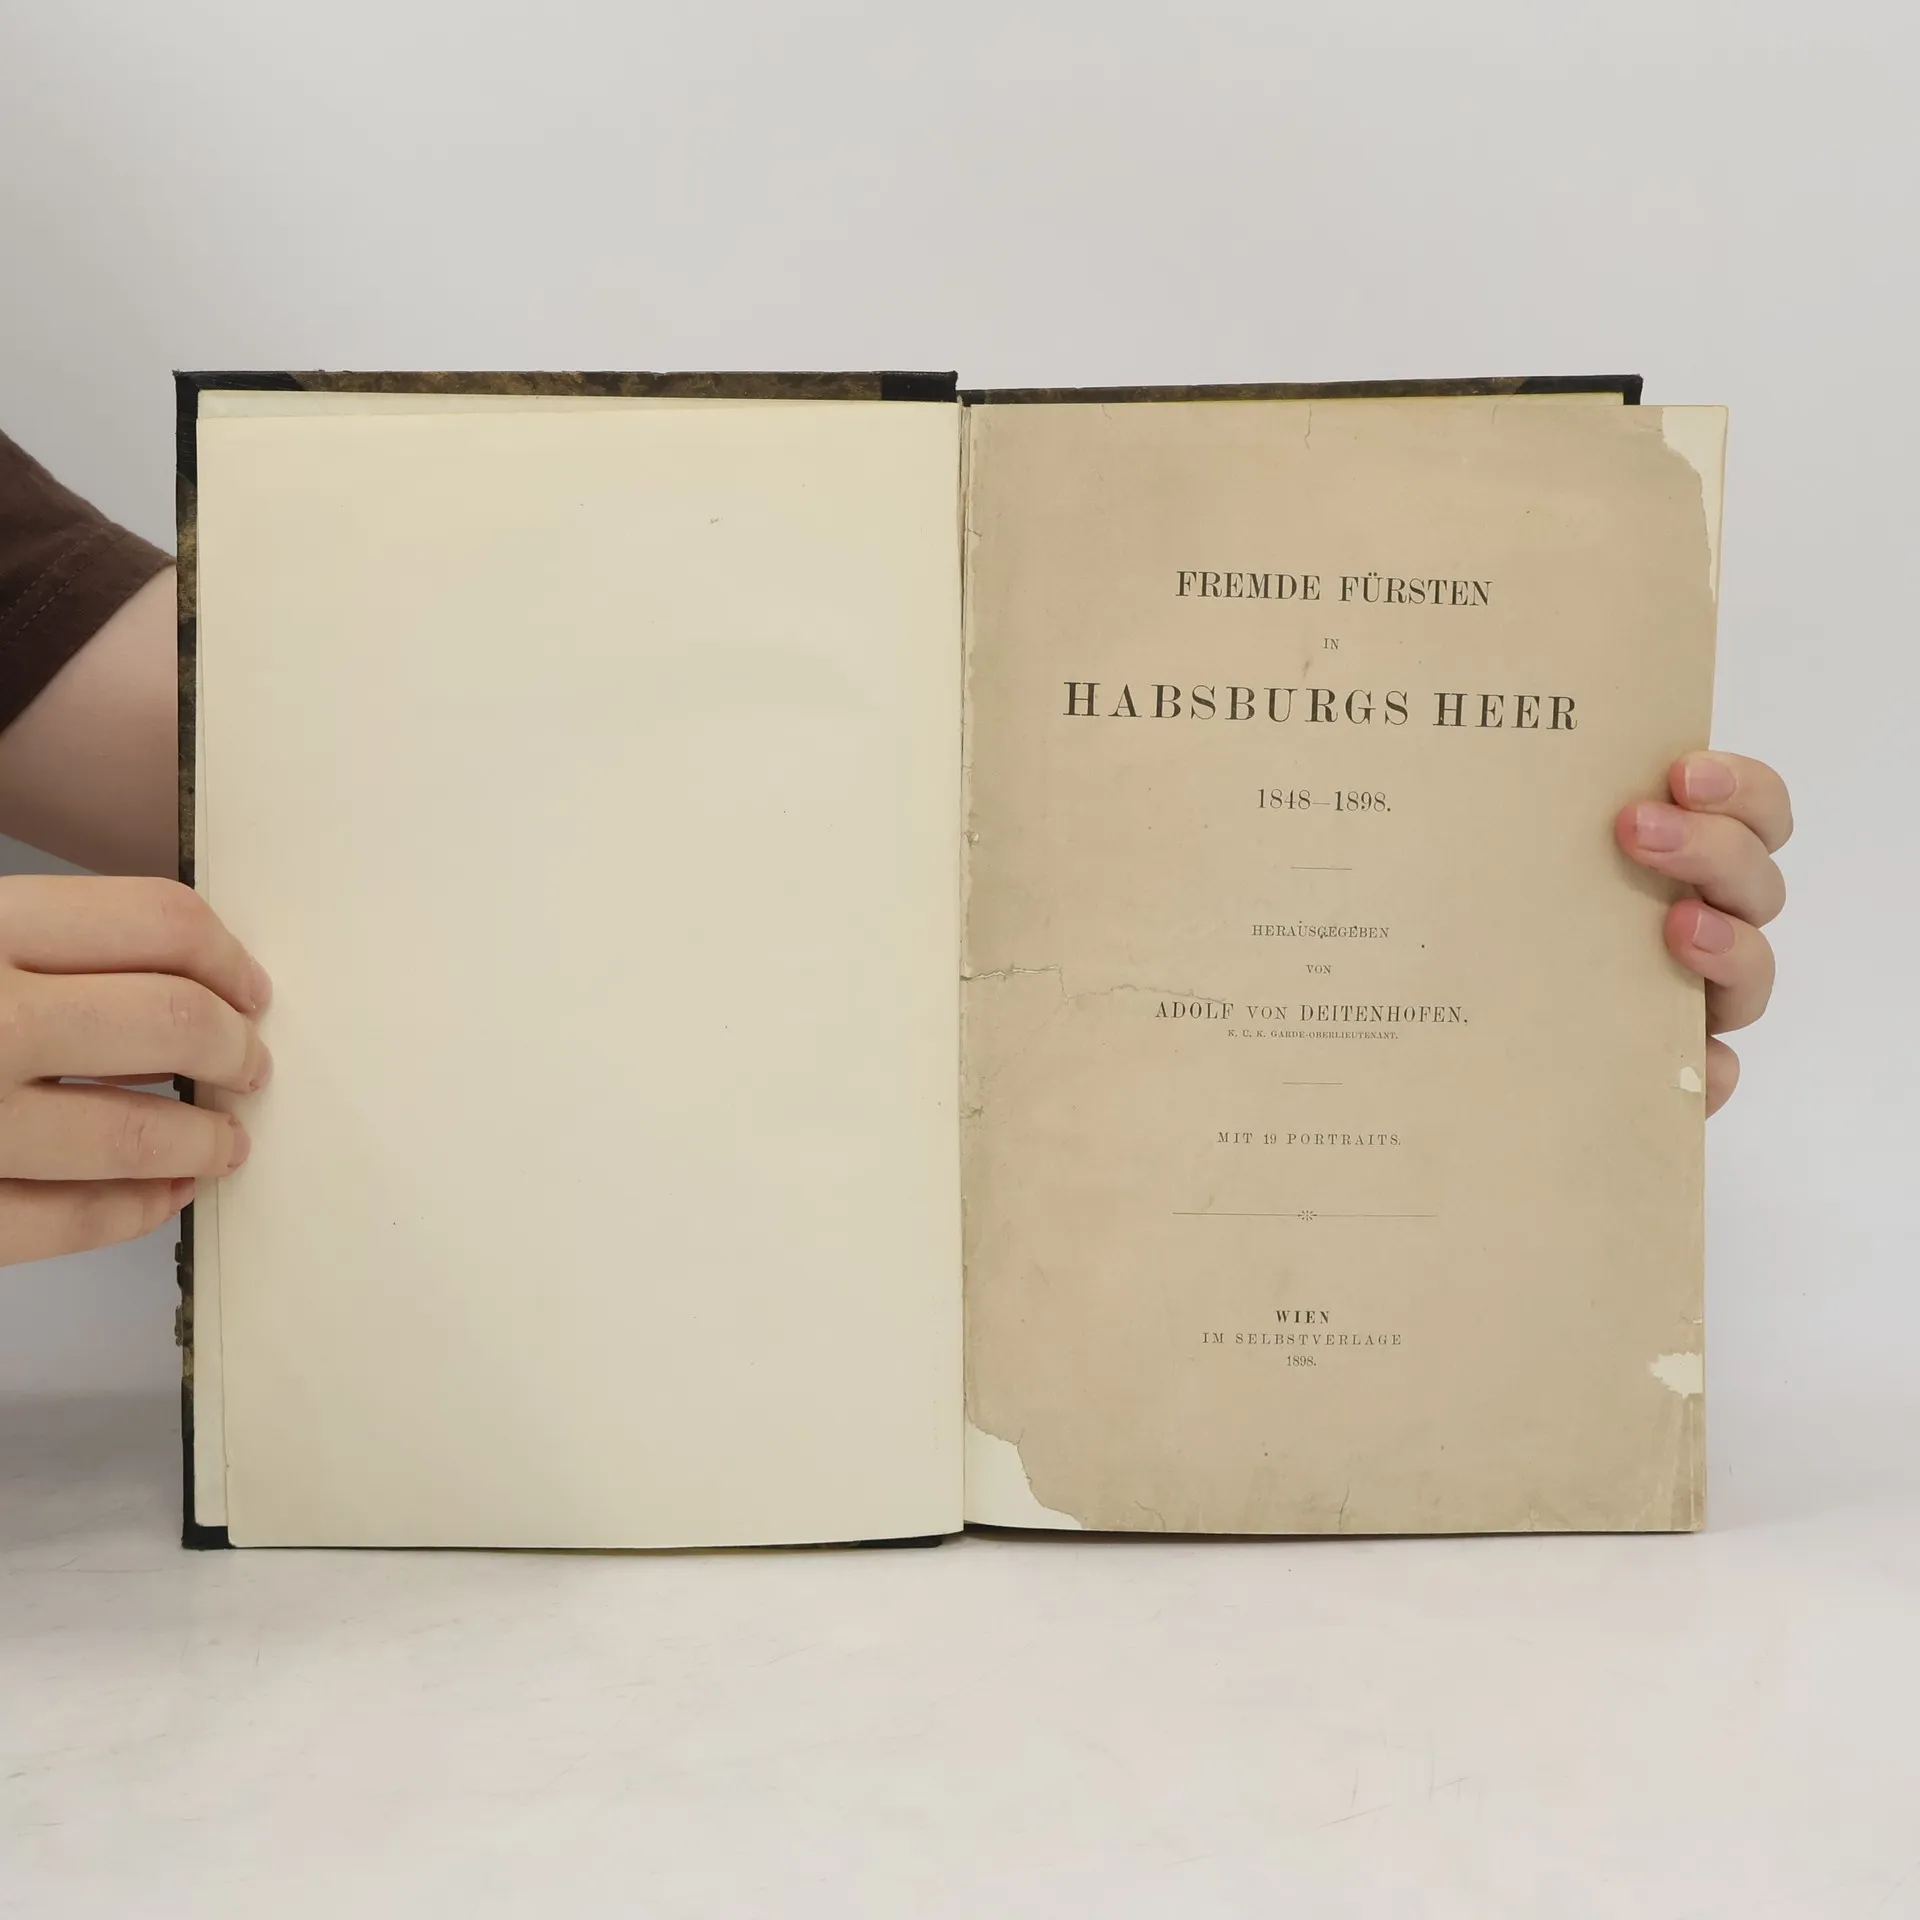 FREMDE FÜRSTEN
IN
HABSBURGS HEER
1848—1898.
HERAUSGEGEBEN
VON
ADOLF VON DEITENHOFEN,
K. U. K. GARDE-OBERLIEUTENANT.
MIT 19 PORTRAITS.
WIEN
IM SELBSTVERLAGE
1898.